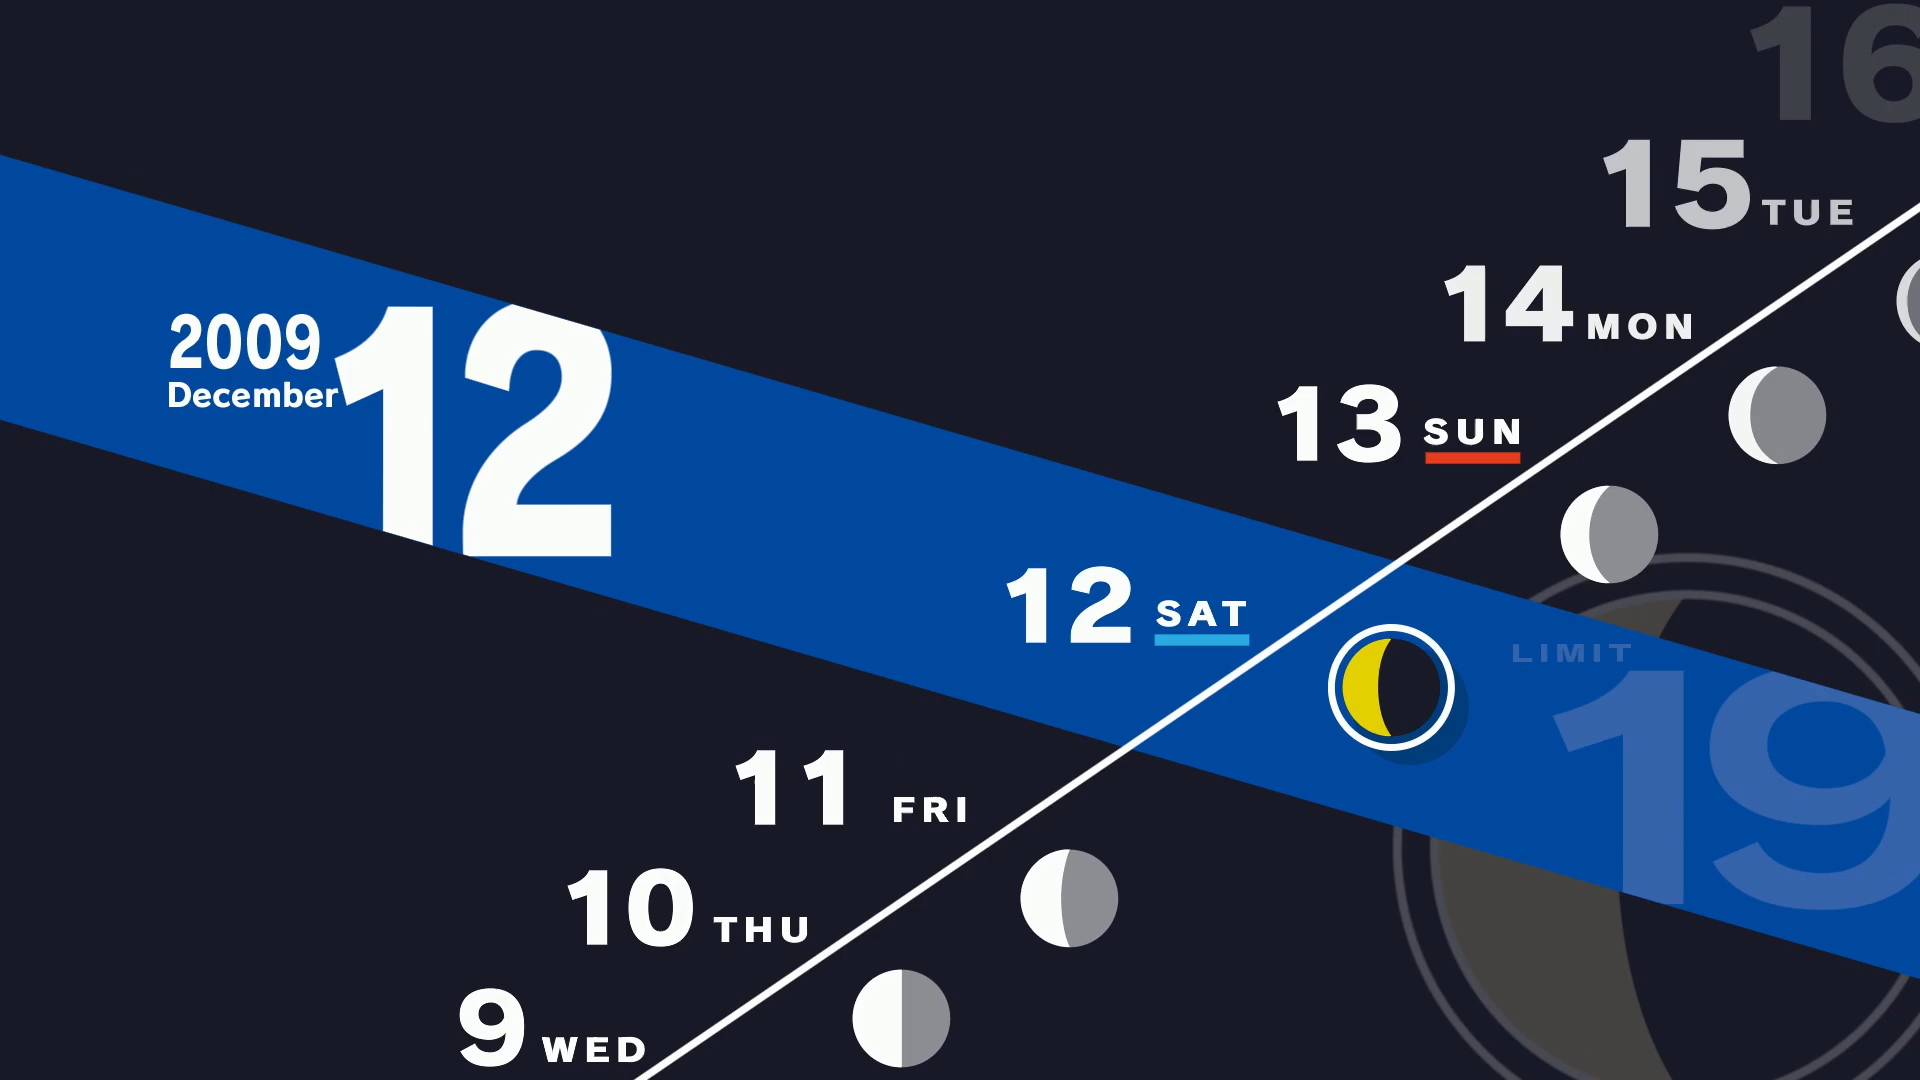 16
15 TUE
14 MON
13 SUN
2009
December
12
12 SAT
LIMIT
19
11 FRI
10 THU
9 WED